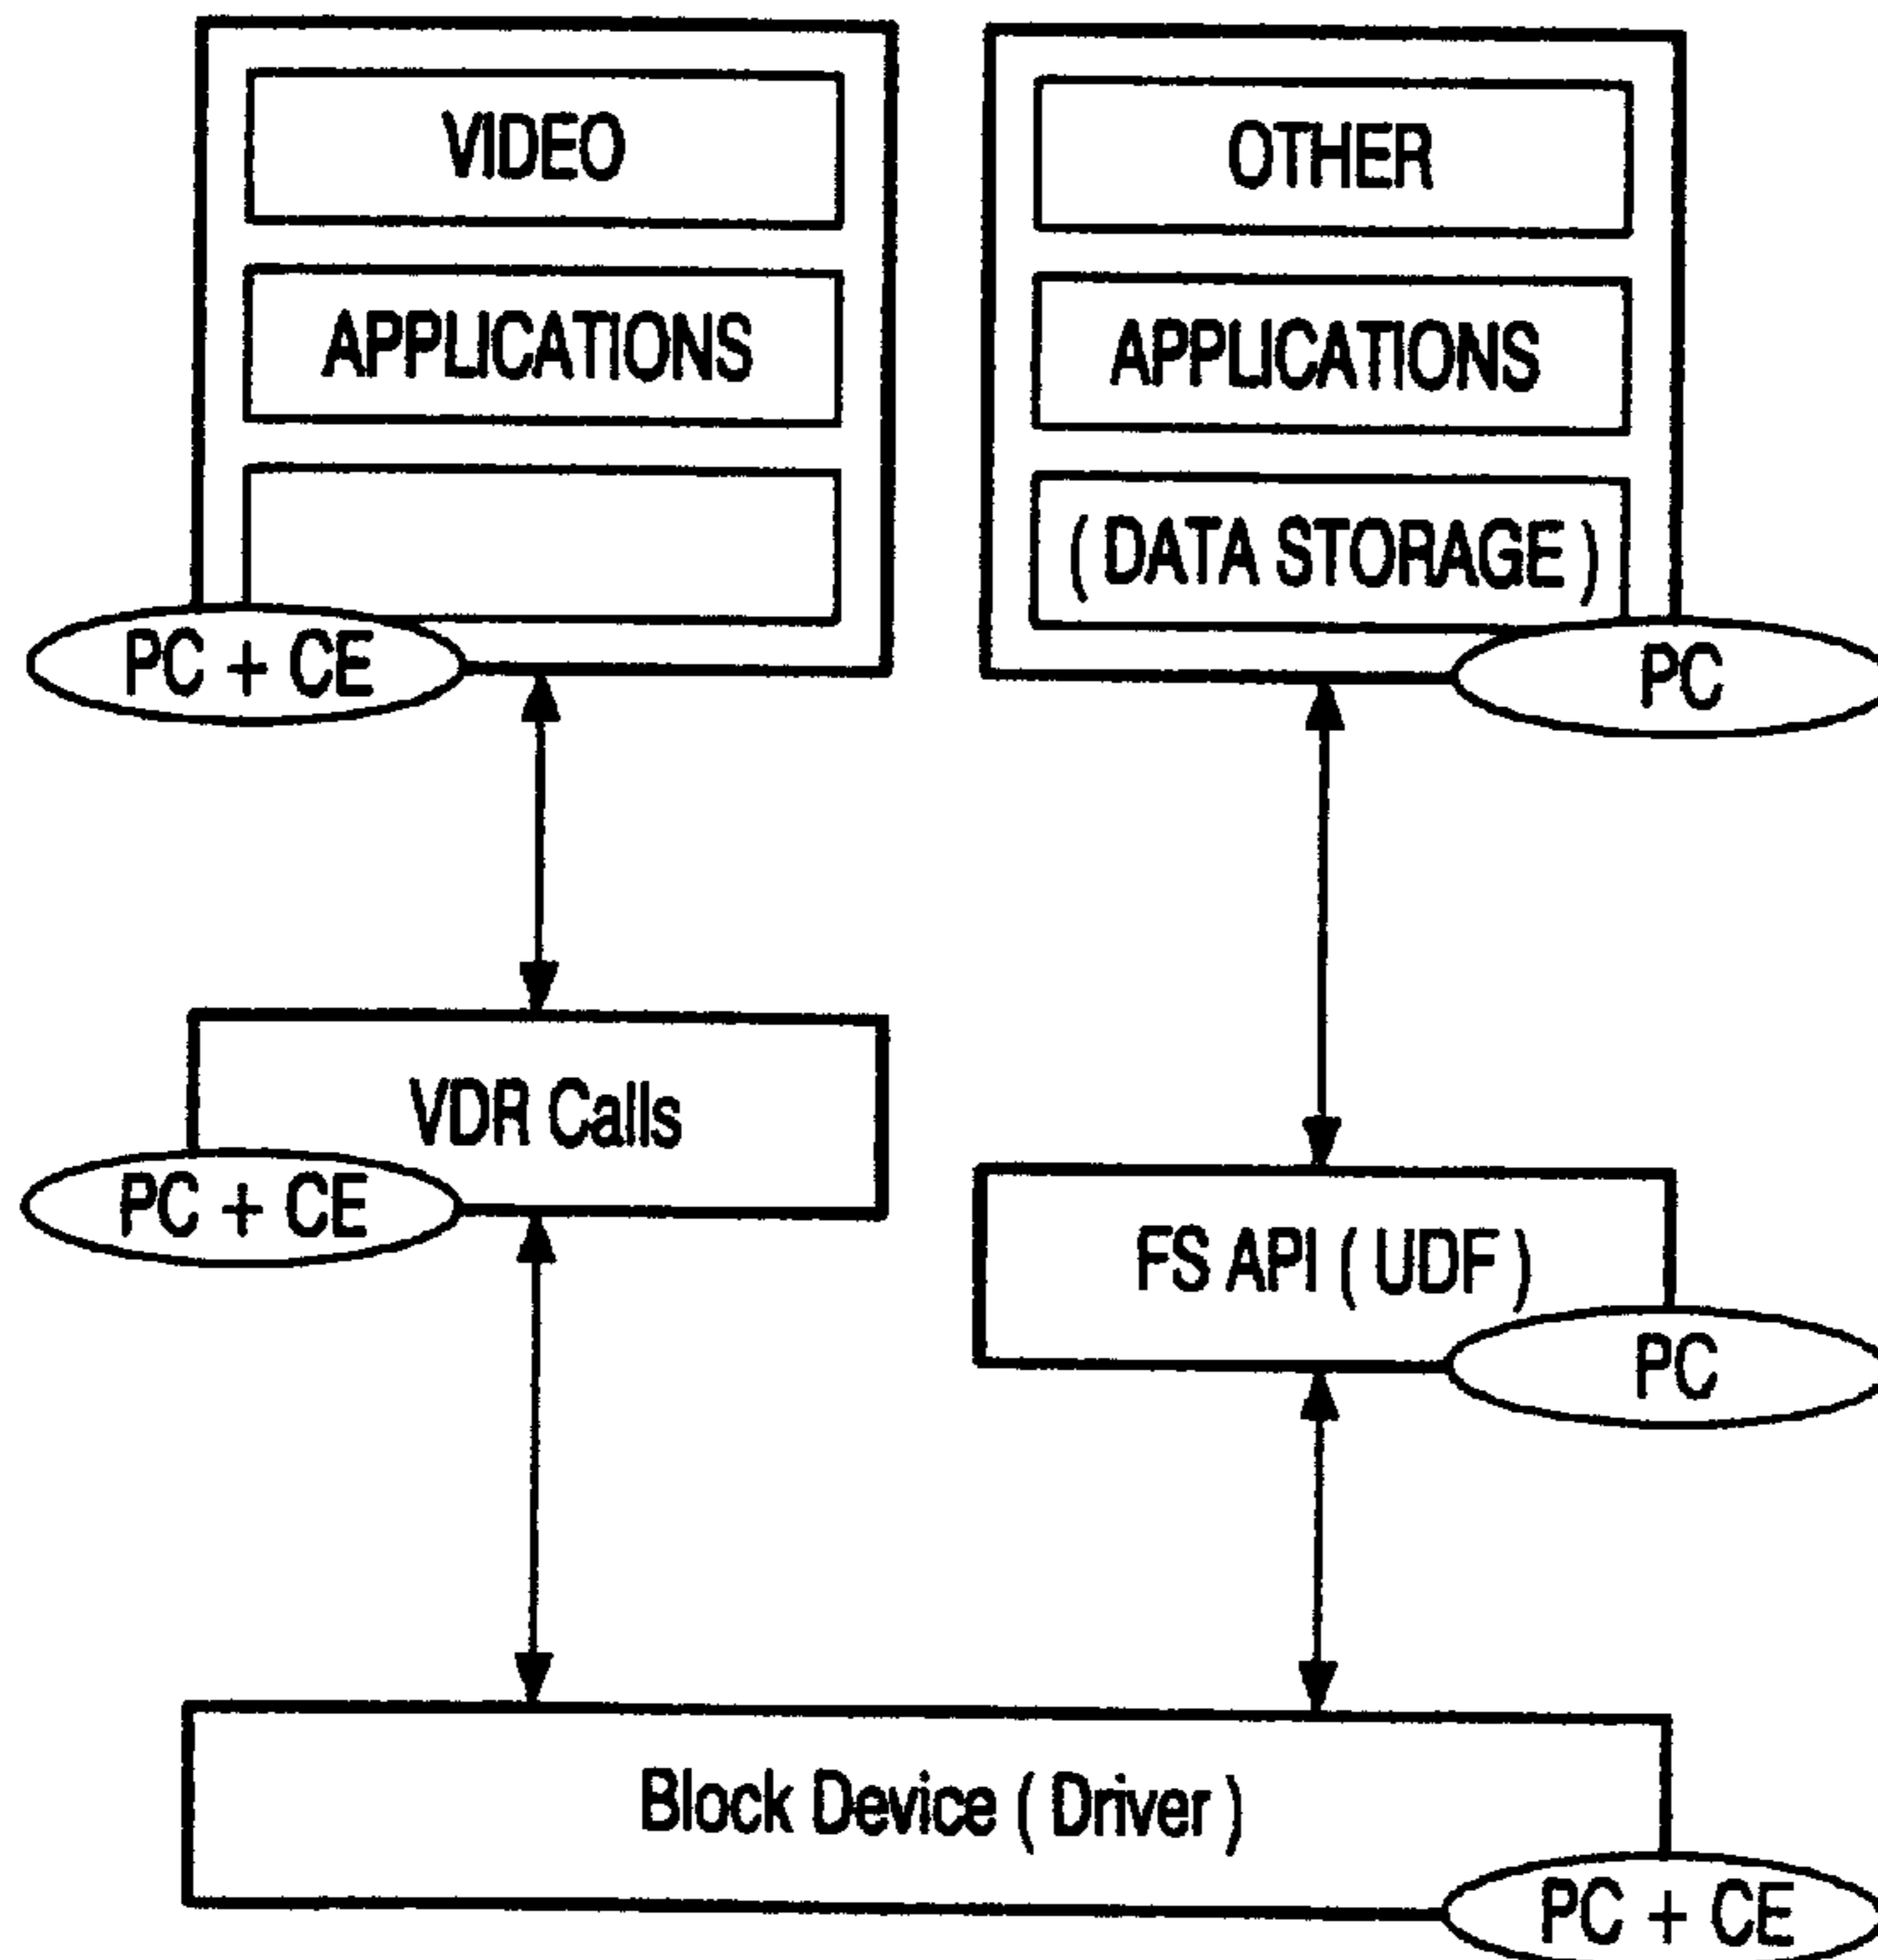 VIDEO
APPLICATIONS
PC + CE
OTHER
APPLICATIONS
( DATA STORAGE )
PC
VDR Calls
PC + CE
FS API ( UDF )
PC
Block Device ( Driver )
PC + CE